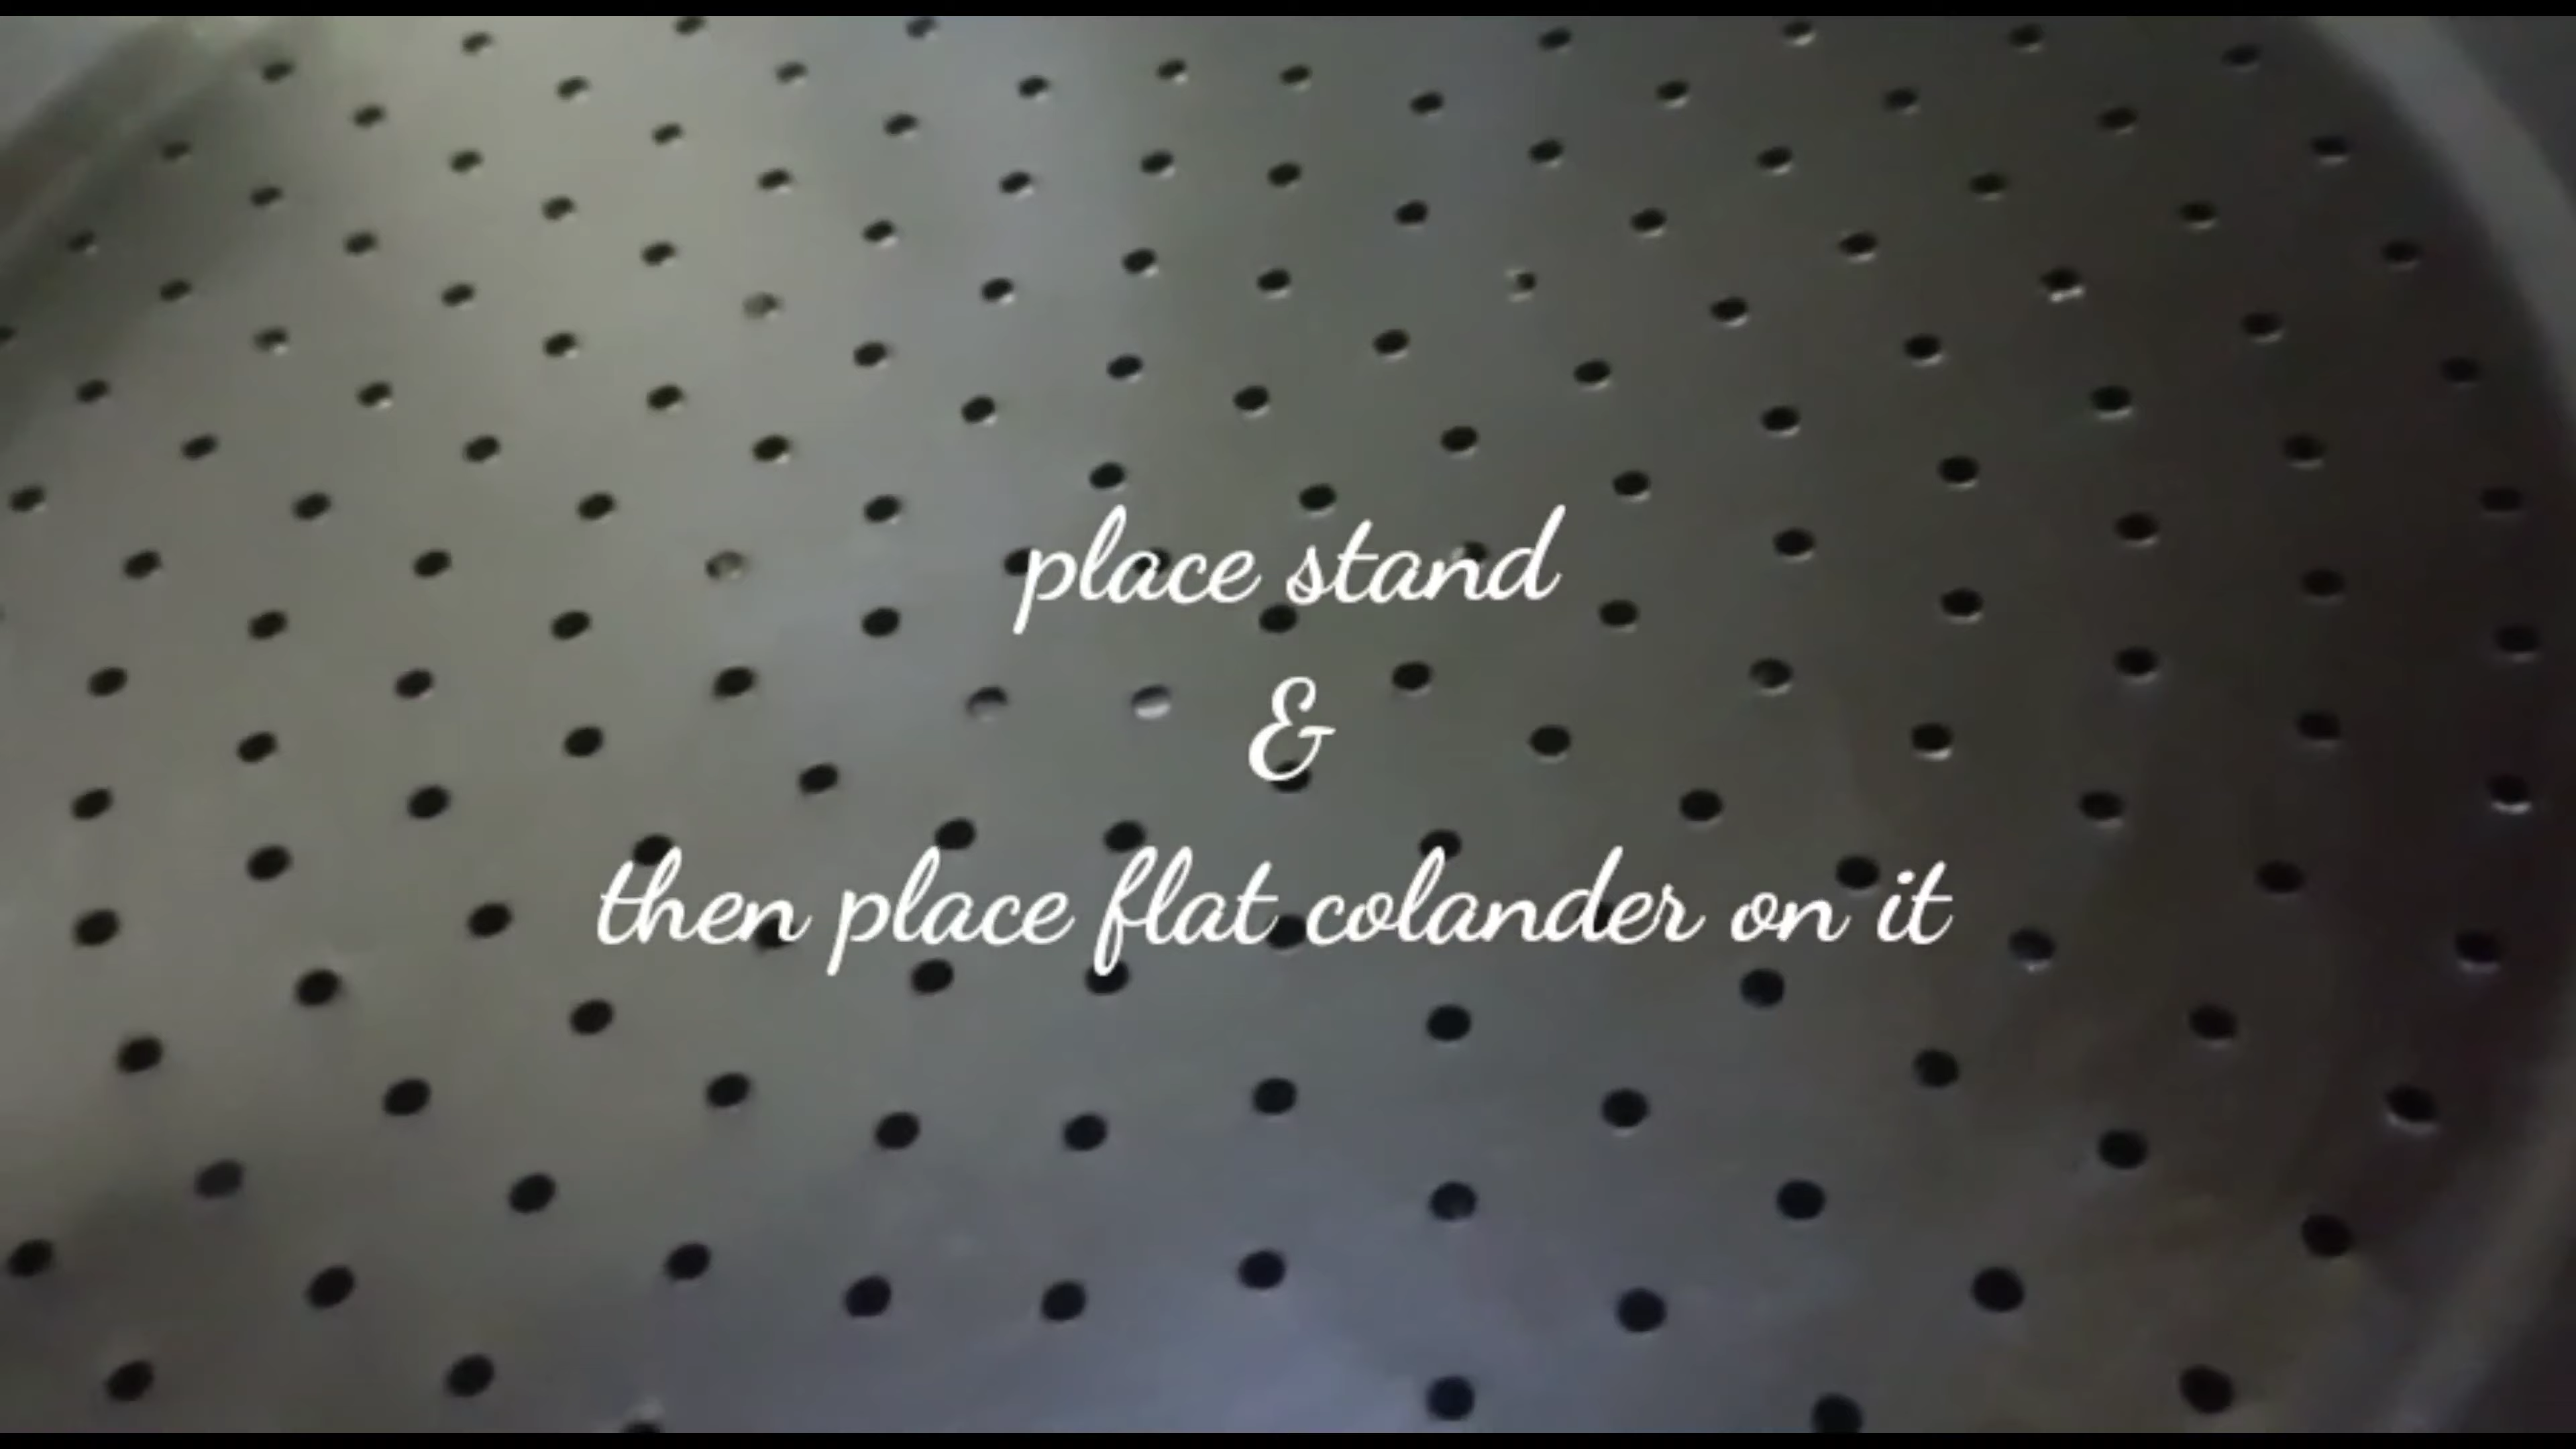 place stand
&
then place flat colander on it